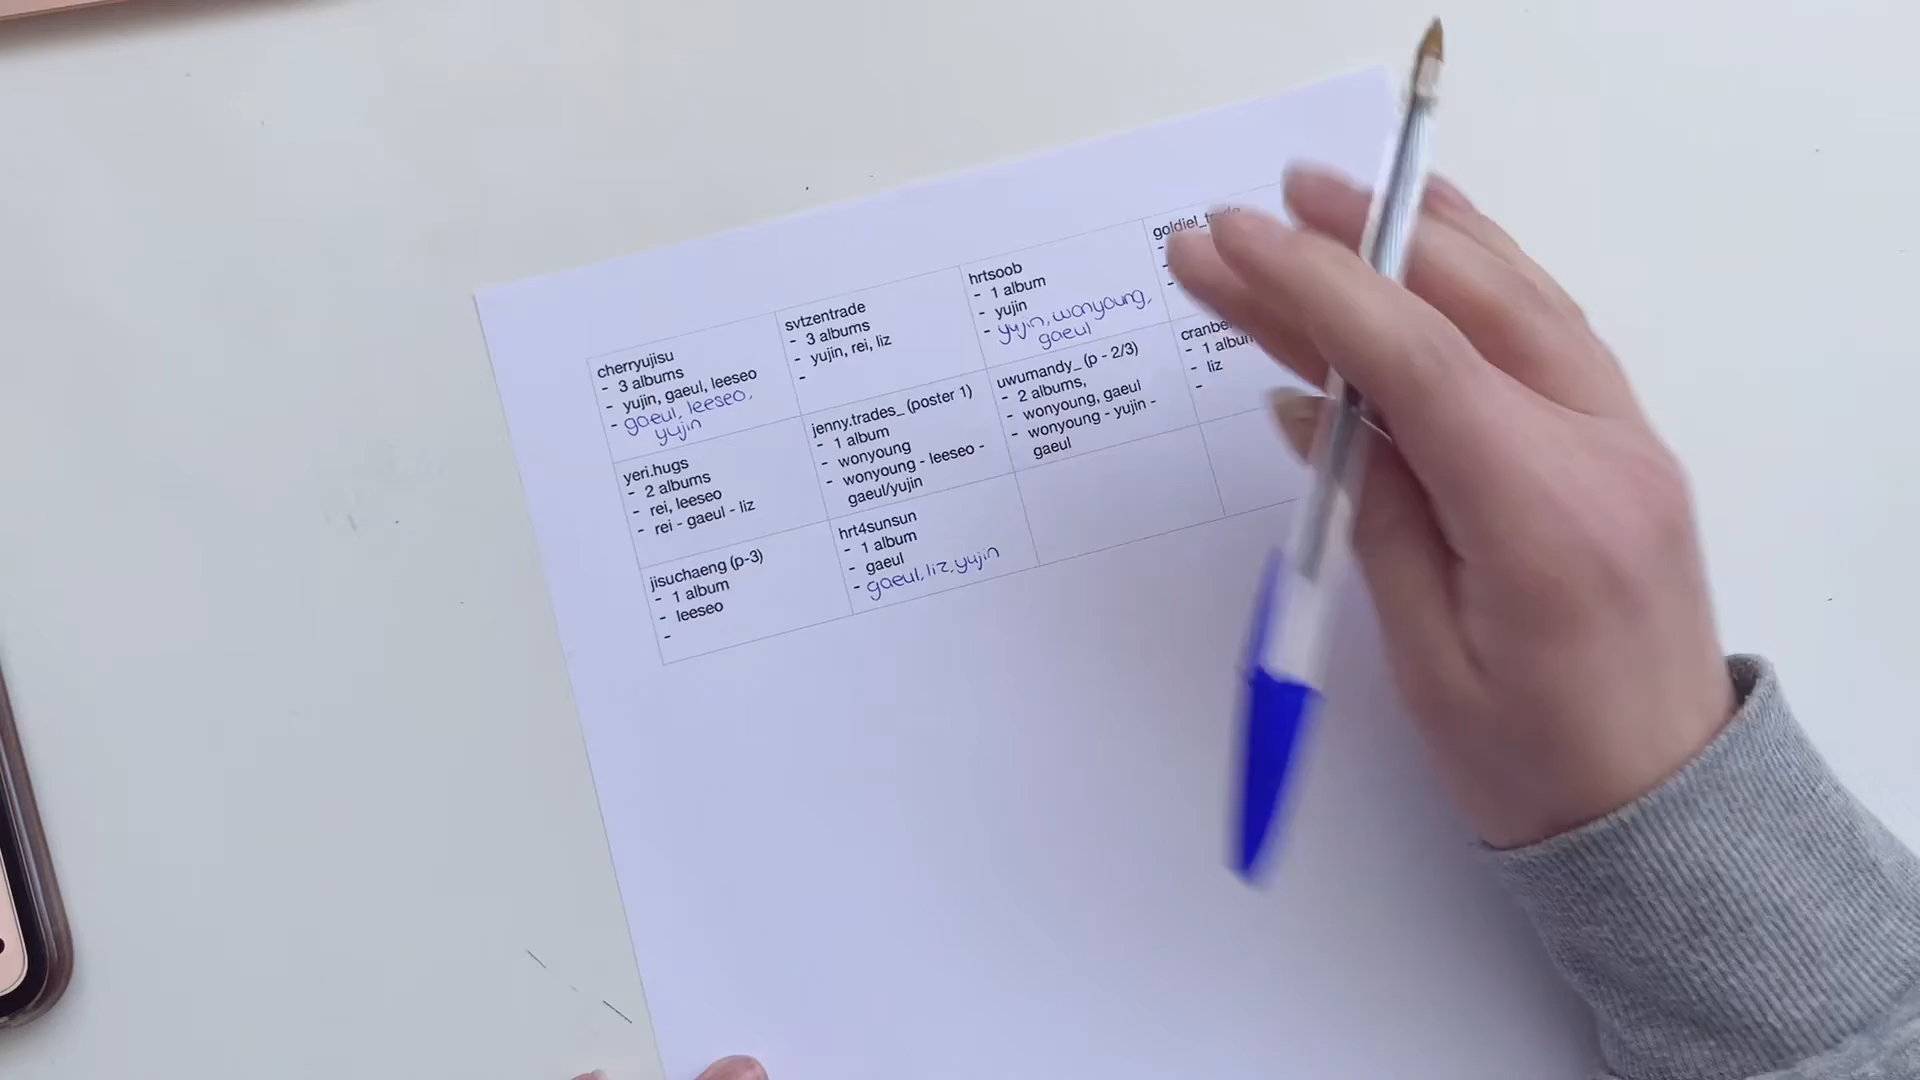 cherryujisu
- 3 albums
- yujin, gaeul, leeseo
- gaeul, leeseo,
yujin
svtzentrade
- 3 albums
- yujin, rei, liz
-
hrtsoob
- 1 album
- yujin
- yujin, wonyoung,
gaeul
-
-
-
yeri.hugs
- 2 albums
- rei, leeseo
- rei - gaeul - liz
jenny.trades_ (poster 1)
- 1 album
- wonyoung
- wonyoung - leeseo -
gaeul/yujin
uwumandy_ (p - 2/3)
- 2 albums,
- wonyoung, gaeul
- wonyoung - yujin -
gaeul
- 1 album
- liz
-
jisuchaeng (p-3)
- 1 album
- leeseo
-
hrt4sunsun
- 1 album
- gaeul
- gaeul, liz, yujin